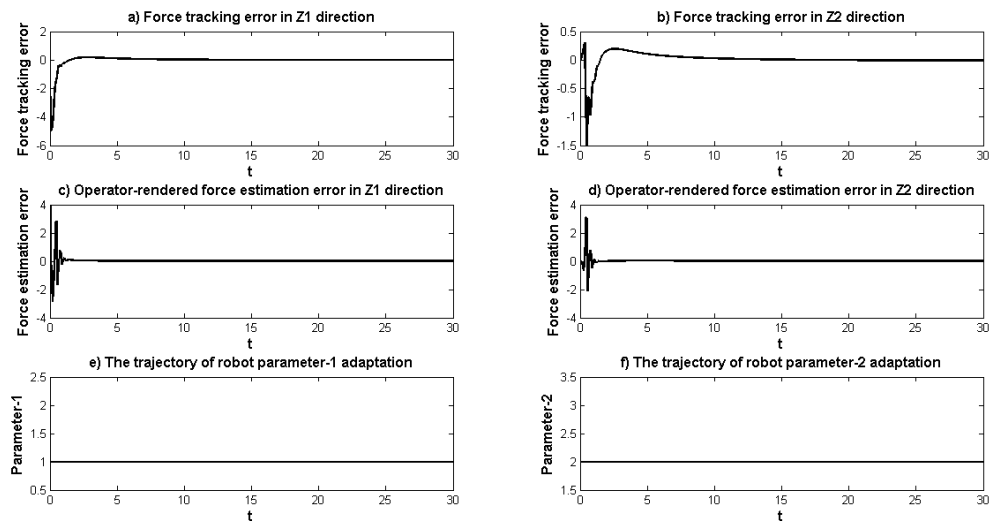 a) Force tracking error in Z1 direction
Force tracking error
2
0
-2
-4
-6
0 5 10 15 20 25 30
t
b) Force tracking error in Z2 direction
Force tracking error
0.5
0
-0.5
-1
-1.5
0 5 10 15 20 25 30
t
c) Operator-rendered force estimation error in Z1 direction
Force estimation error
4
2
0
-2
-4
0 5 10 15 20 25 30
t
d) Operator-rendered force estimation error in Z2 direction
Force estimation error
4
2
0
-2
-4
0 5 10 15 20 25 30
t
e) The trajectory of robot parameter-1 adaptation
Parameter-1
2.5
2
1.5
1
0.5
0 5 10 15 20 25 30
t
f) The trajectory of robot parameter-2 adaptation
Parameter-2
3.5
3
2.5
2
1.5
0 5 10 15 20 25 30
t